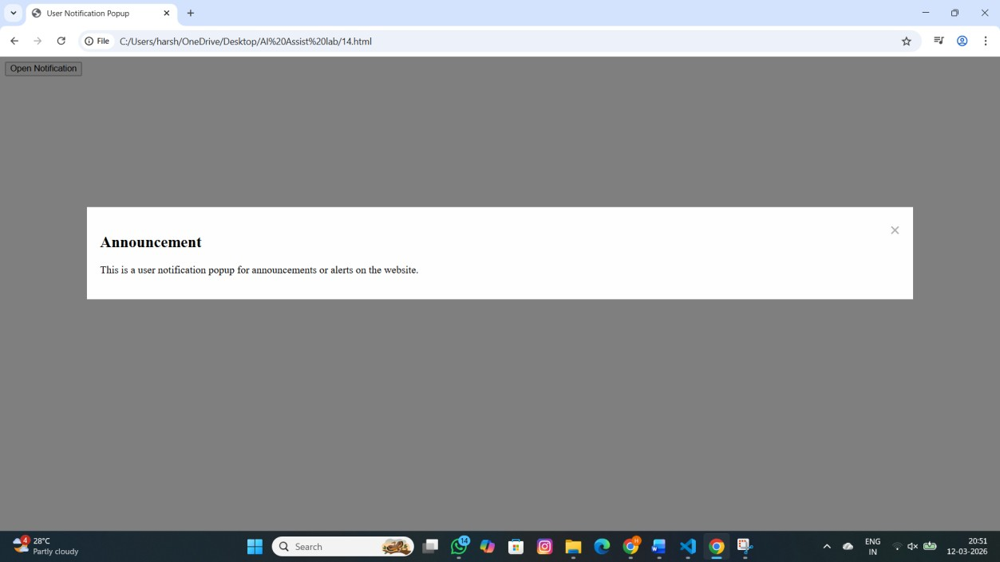 User Notification Popup
File C:/Users/harsh/OneDrive/Desktop/AI%20Assist%20lab/14.html
Open Notification
Announcement
This is a user notification popup for announcements or alerts on the website.
4 28°C
Partly cloudy
Search
14
H
ENG
IN
20:51
12-03-2026